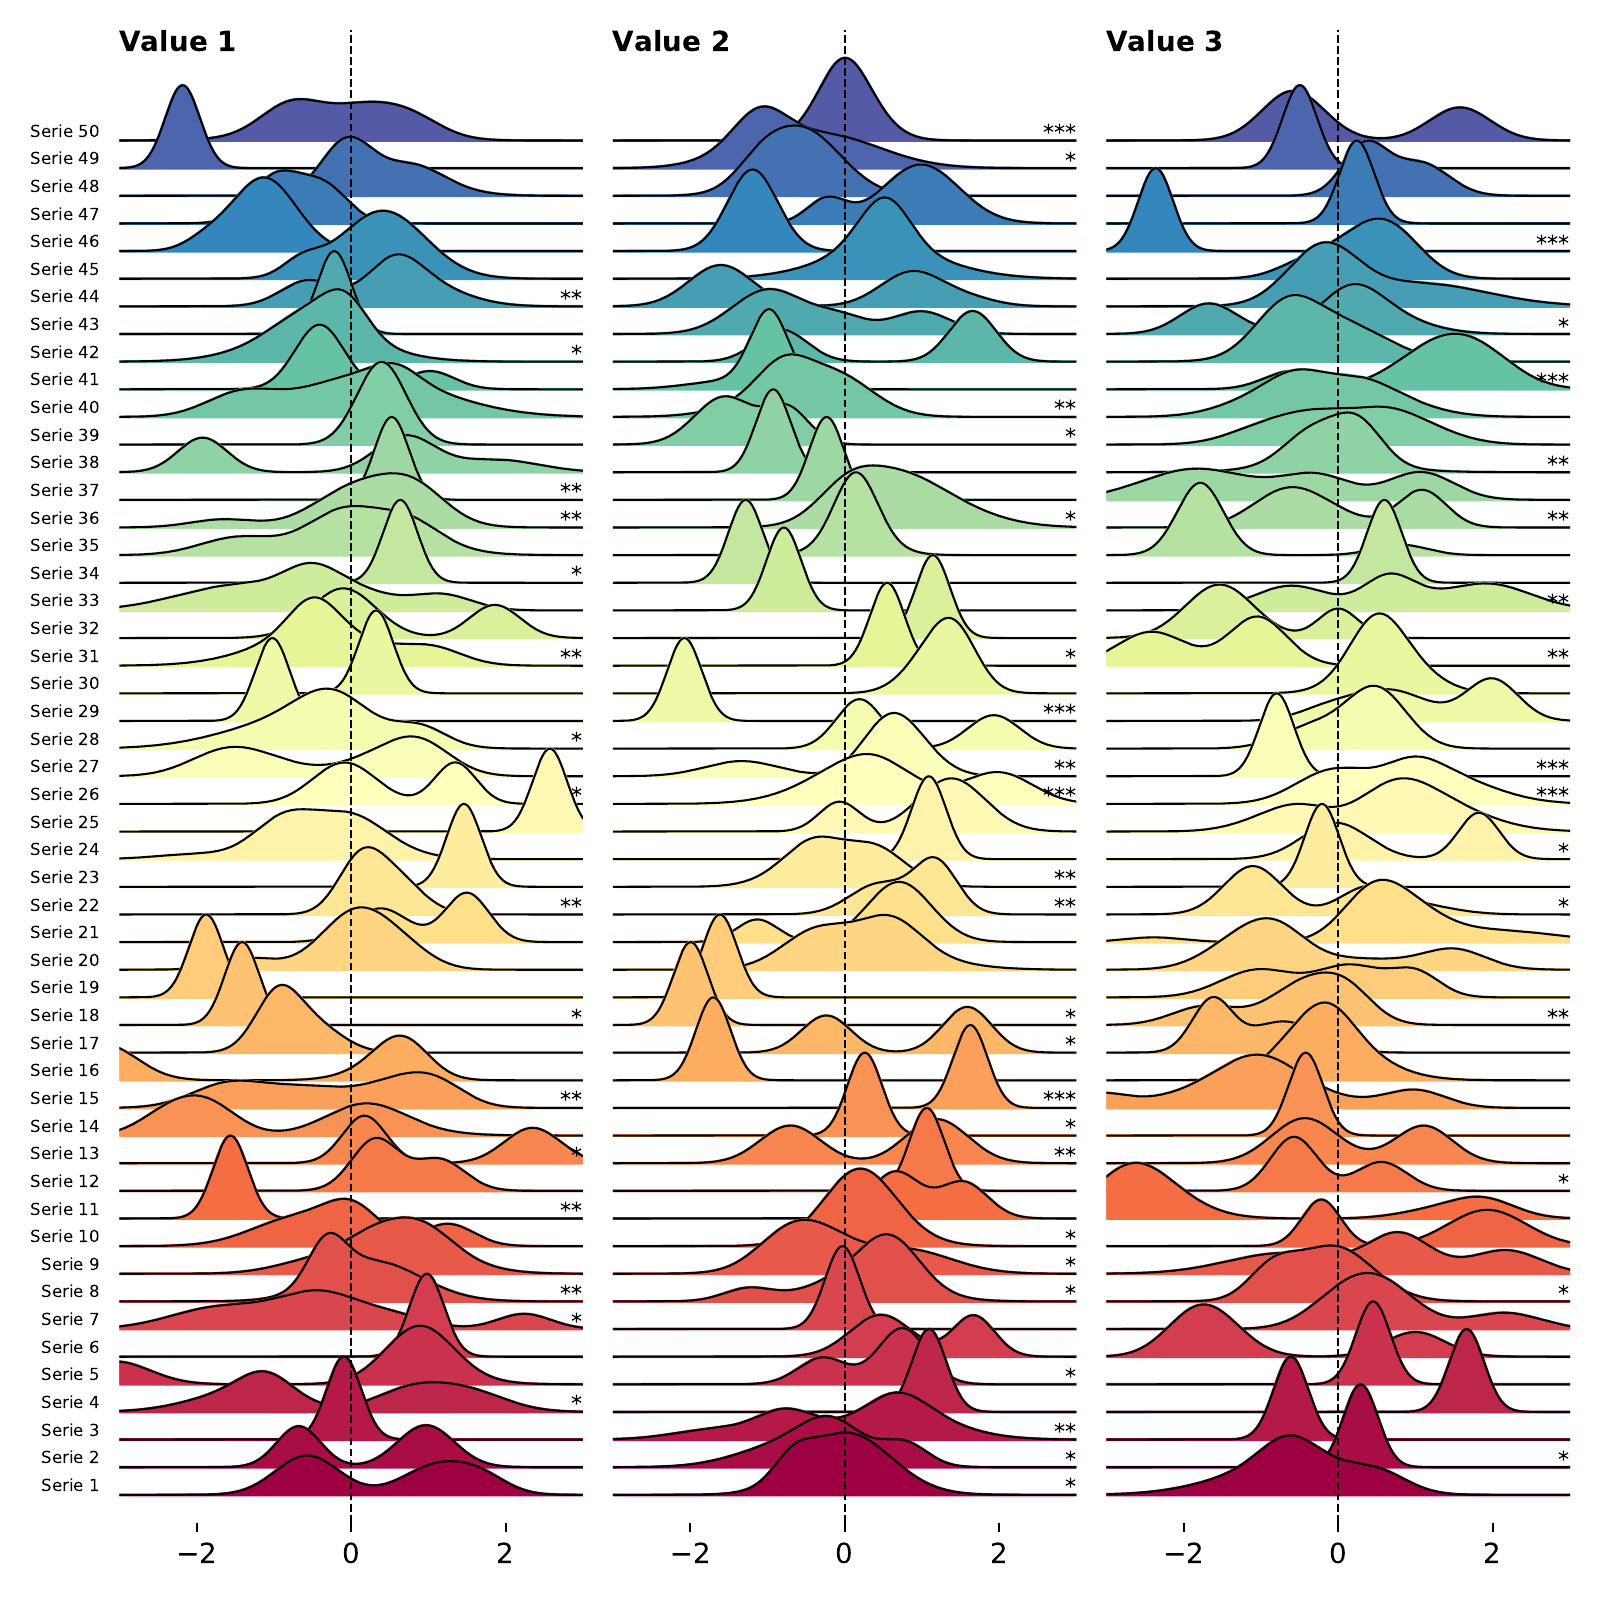 Value 1 Value 2 Value 3
Serie 50 ***
Serie 49 *
Serie 48
Serie 47
Serie 46 ***
Serie 45
Serie 44 **
Serie 43 *
Serie 42 *
Serie 41 ***
Serie 40 **
Serie 39 *
Serie 38 **
Serie 37 **
Serie 36 ** * **
Serie 35
Serie 34 *
Serie 33 **
Serie 32
Serie 31 ** * **
Serie 30
Serie 29 ***
Serie 28 *
Serie 27 ** ***
Serie 26 * *** ***
Serie 25
Serie 24 *
Serie 23 **
Serie 22 ** ** *
Serie 21
Serie 20
Serie 19
Serie 18 * * **
Serie 17 *
Serie 16
Serie 15 ** ***
Serie 14 *
Serie 13 * **
Serie 12 *
Serie 11 **
Serie 10 *
Serie 9 *
Serie 8 ** * *
Serie 7 *
Serie 6
Serie 5 *
Serie 4 *
Serie 3 **
Serie 2 * *
Serie 1 *
−2 0 2 −2 0 2 −2 0 2